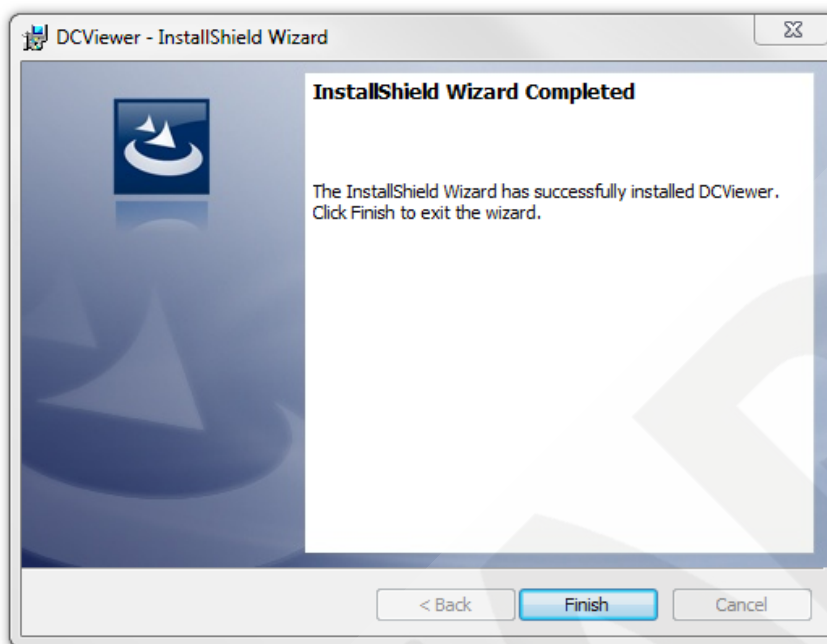 DCViewer - InstallShield Wizard
InstallShield Wizard Completed
The InstallShield Wizard has successfully installed DCViewer.
Click Finish to exit the wizard.
< Back
Finish
Cancel